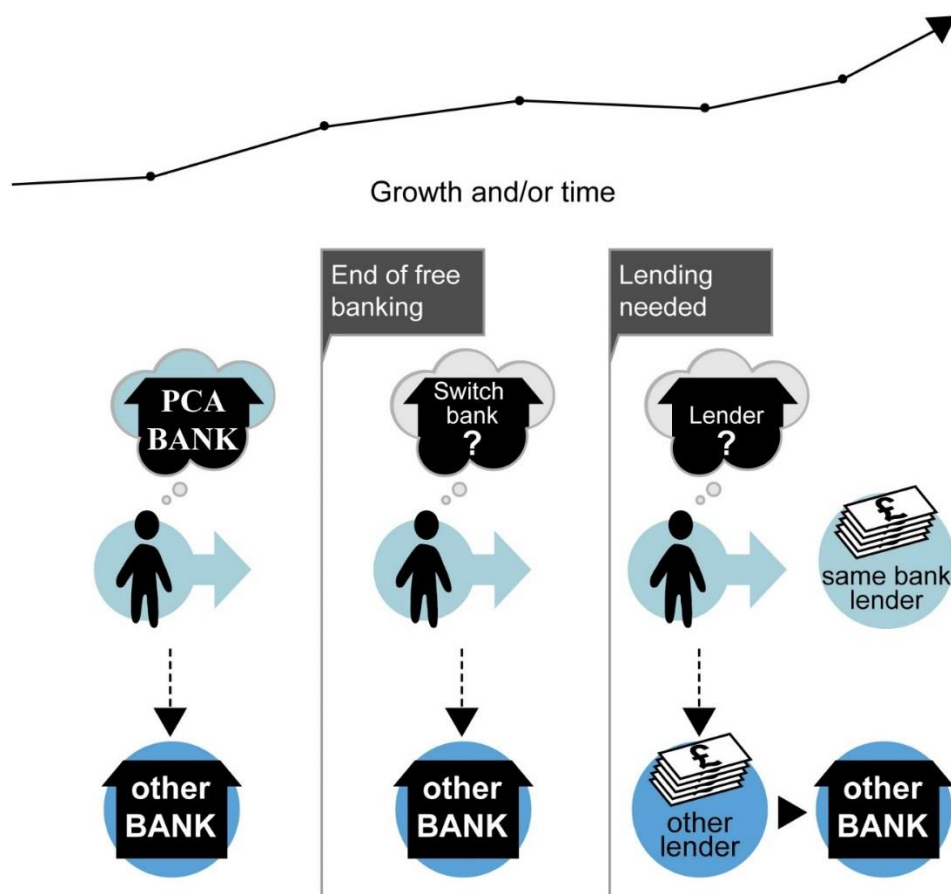 Growth and/or time
End of free
banking
Lending
needed
PCA
BANK
Switch
bank
?
Lender
?
£
same bank
lender
other
BANK
other
BANK
£
other
lender
other
BANK